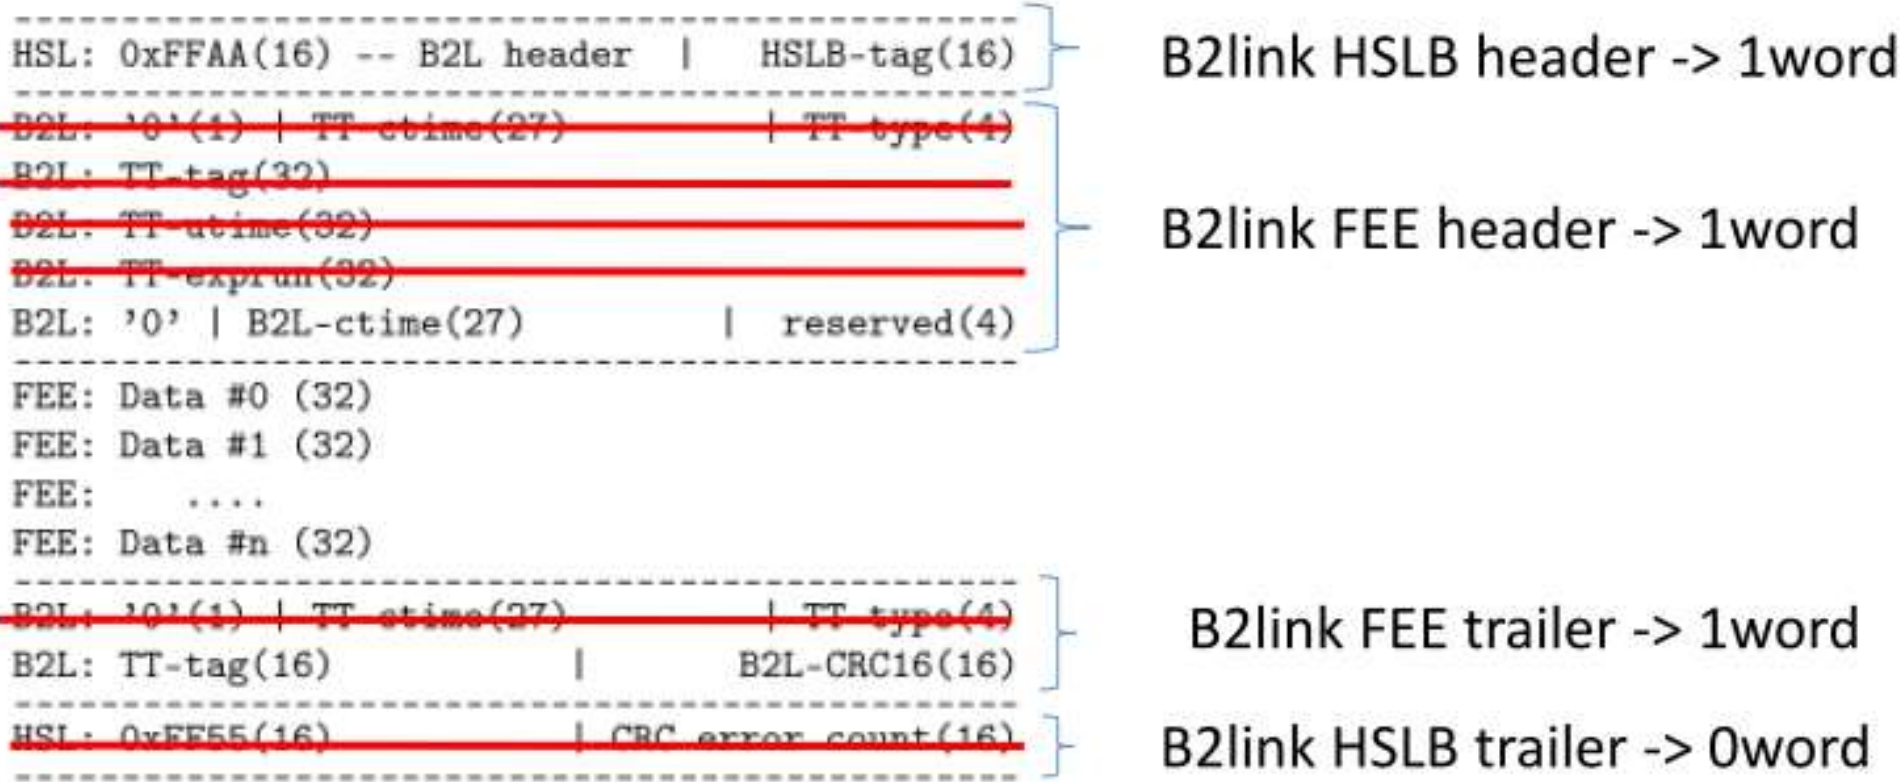 HSL: 0xFFAA(16) -- B2L header | HSLB-tag(16)
B2link HSLB header -> 1word
B2L: '0'(1) | TT-ctime(27) | TT-type(4)
B2L: TT-tag(32)
B2L: TT-utime(32)
B2link FEE header -> 1word
B2L: TT-exprun(32)
B2L: '0' | B2L-ctime(27) | reserved(4)
FEE: Data #0 (32)
FEE: Data #1 (32)
FEE: ....
FEE: Data #n (32)
B2L: '0'(1) | TT-ctime(27) | TT-type(4)
B2link FEE trailer -> 1word
B2L: TT-tag(16) | B2L-CRC16(16)
HSL: 0xFF55(16) | CRC error count(16)
B2link HSLB trailer -> 0word